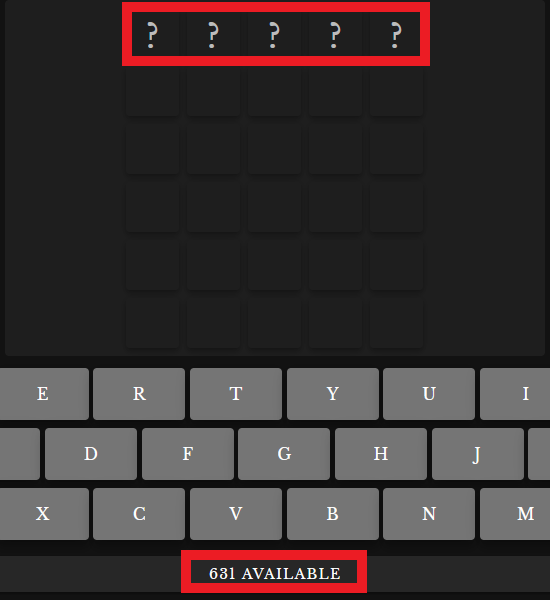 ? ? ? ? ?
E R T Y U I
D F G H J
X C V B N M
631 AVAILABLE